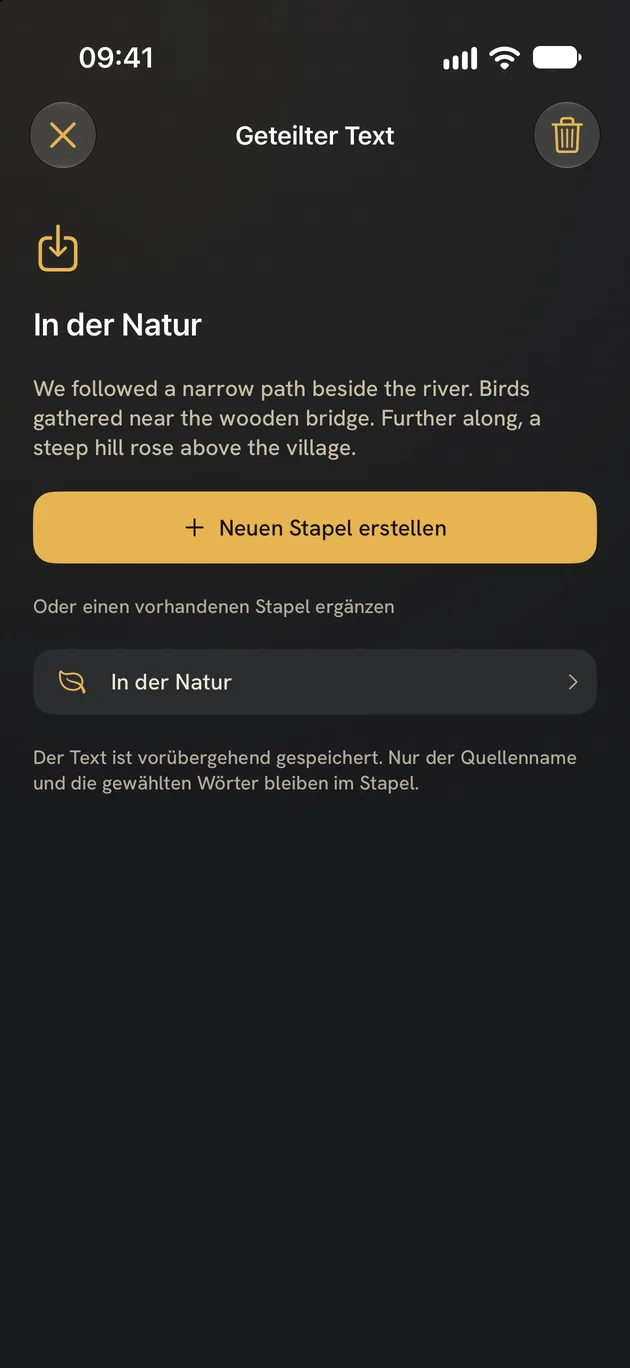 09:41
Geteilter Text
In der Natur
We followed a narrow path beside the river. Birds
gathered near the wooden bridge. Further along, a
steep hill rose above the village.
+ Neuen Stapel erstellen
Oder einen vorhandenen Stapel ergänzen
In der Natur
Der Text ist vorübergehend gespeichert. Nur der Quellenname
und die gewählten Wörter bleiben im Stapel.